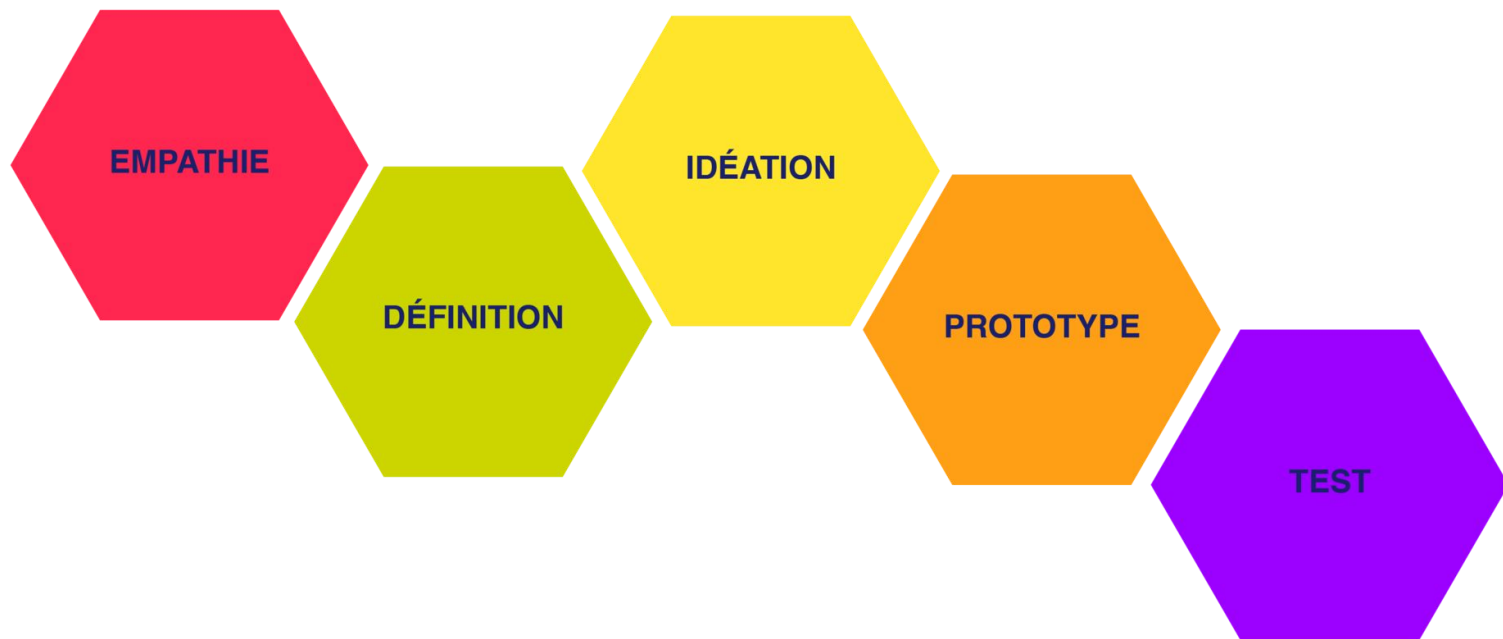 EMPATHIE
DÉFINITION
IDÉATION
PROTOTYPE
TEST